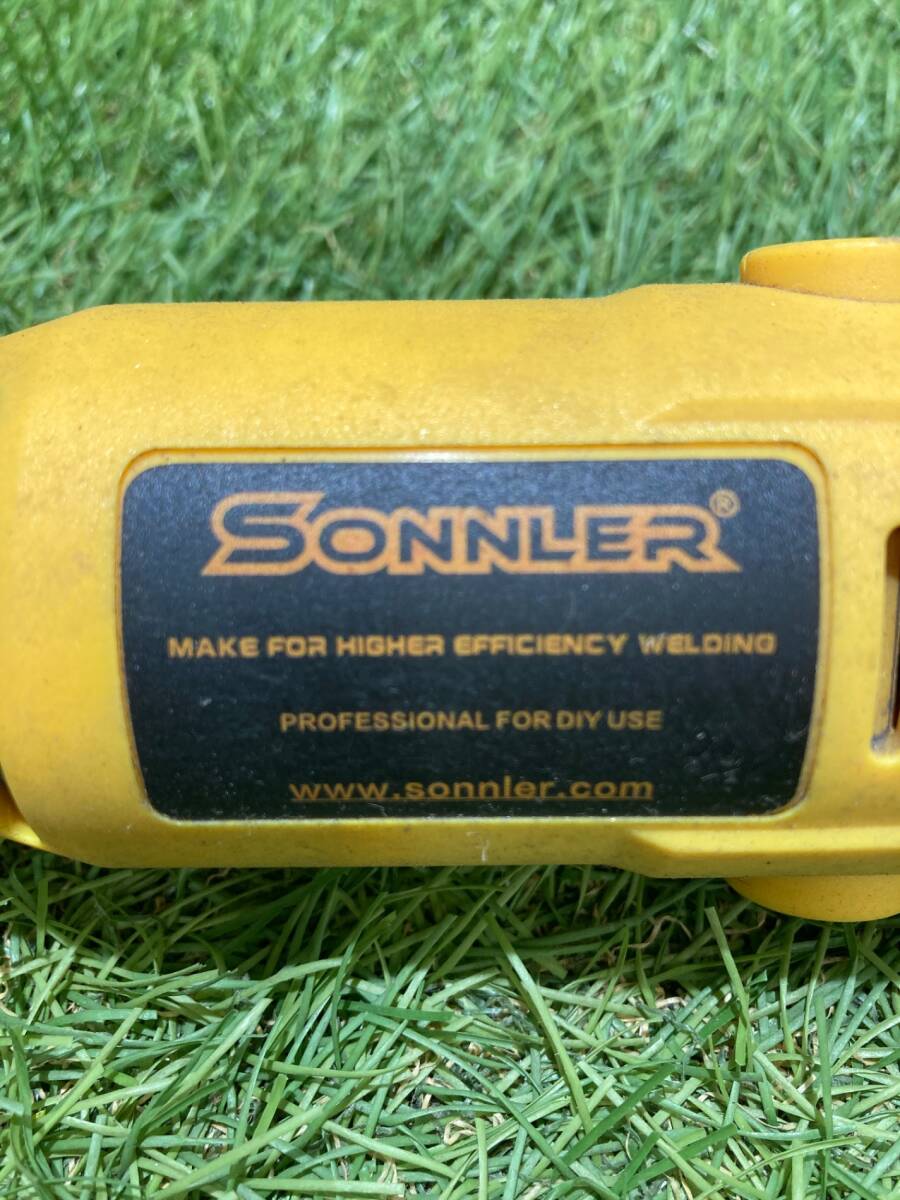 SONNLER®
MAKE FOR HIGHER EFFICIENCY WELDING
PROFESSIONAL FOR DIY USE
www.sonnler.com